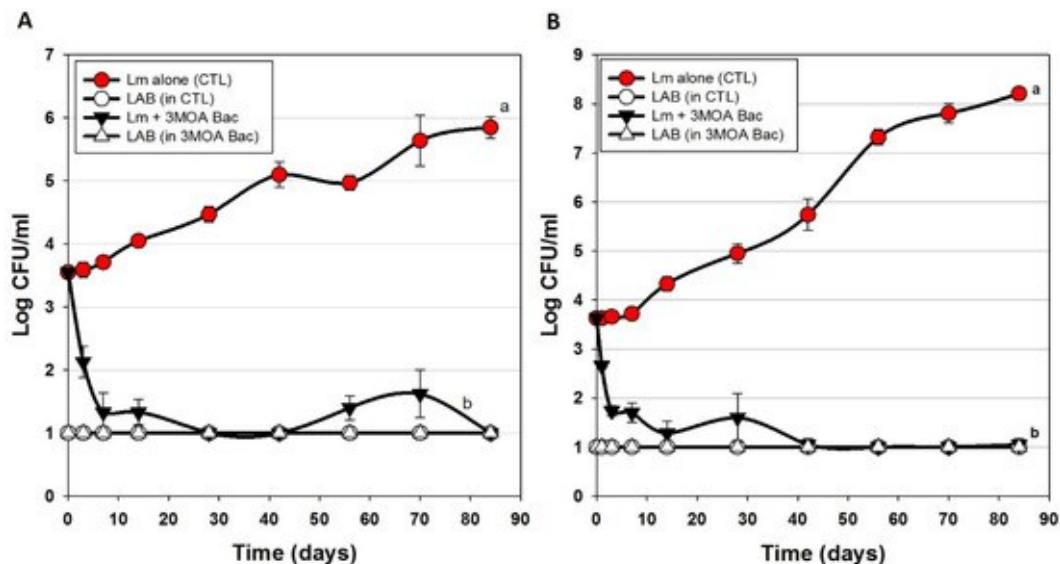 A
Log CFU/ml
7
6
5
4
3
2
1
0
Lm alone (CTL)
LAB (in CTL)
Lm + 3MOA Bac
LAB (in 3MOA Bac)
a
b
0 10 20 30 40 50 60 70 80 90
Time (days)
B
Log CFU/ml
9
8
7
6
5
4
3
2
1
0
Lm alone (CTL)
LAB (in CTL)
Lm + 3MOA Bac
LAB (in 3MOA Bac)
a
b
0 10 20 30 40 50 60 70 80 90
Time (days)